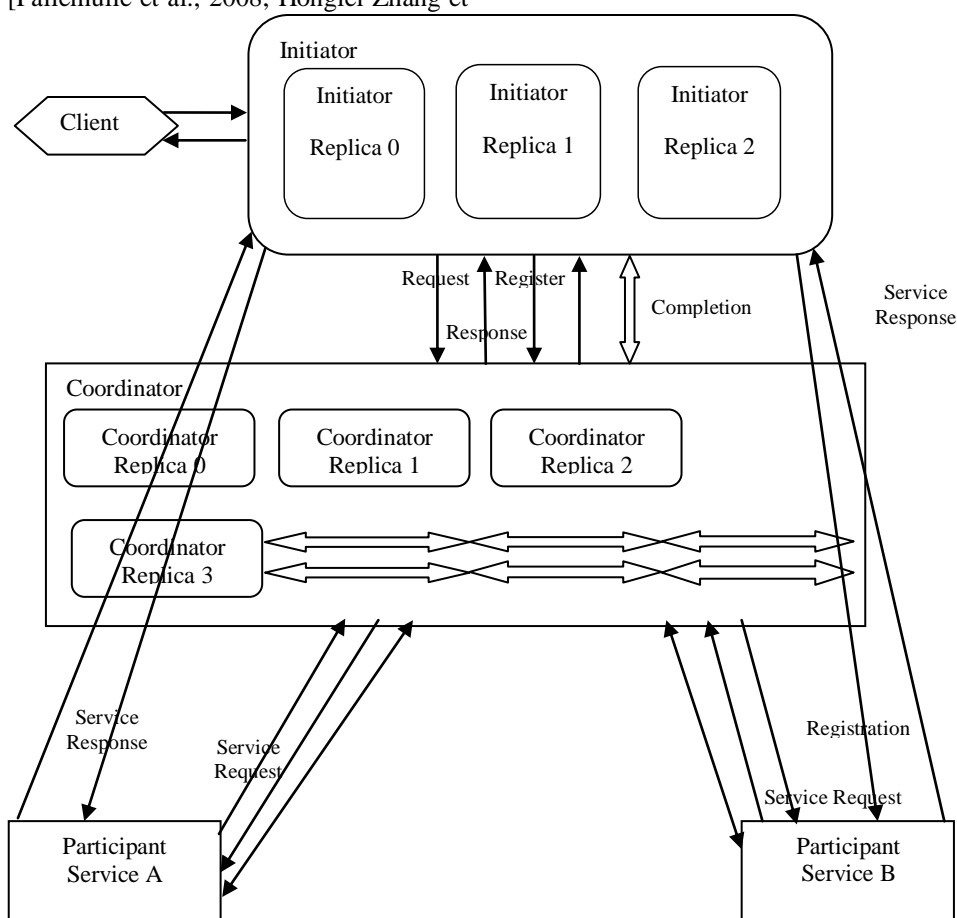 Initiator
Initiator
Replica 0
Initiator
Replica 1
Initiator
Replica 2
Client
Request
Register
Response
Completion
Service
Response
Coordinator
Coordinator
Replica 0
Coordinator
Replica 1
Coordinator
Replica 2
Coordinator
Replica 3
Service
Response
Service
Request
Registration
Service Request
Participant
Service A
Participant
Service B